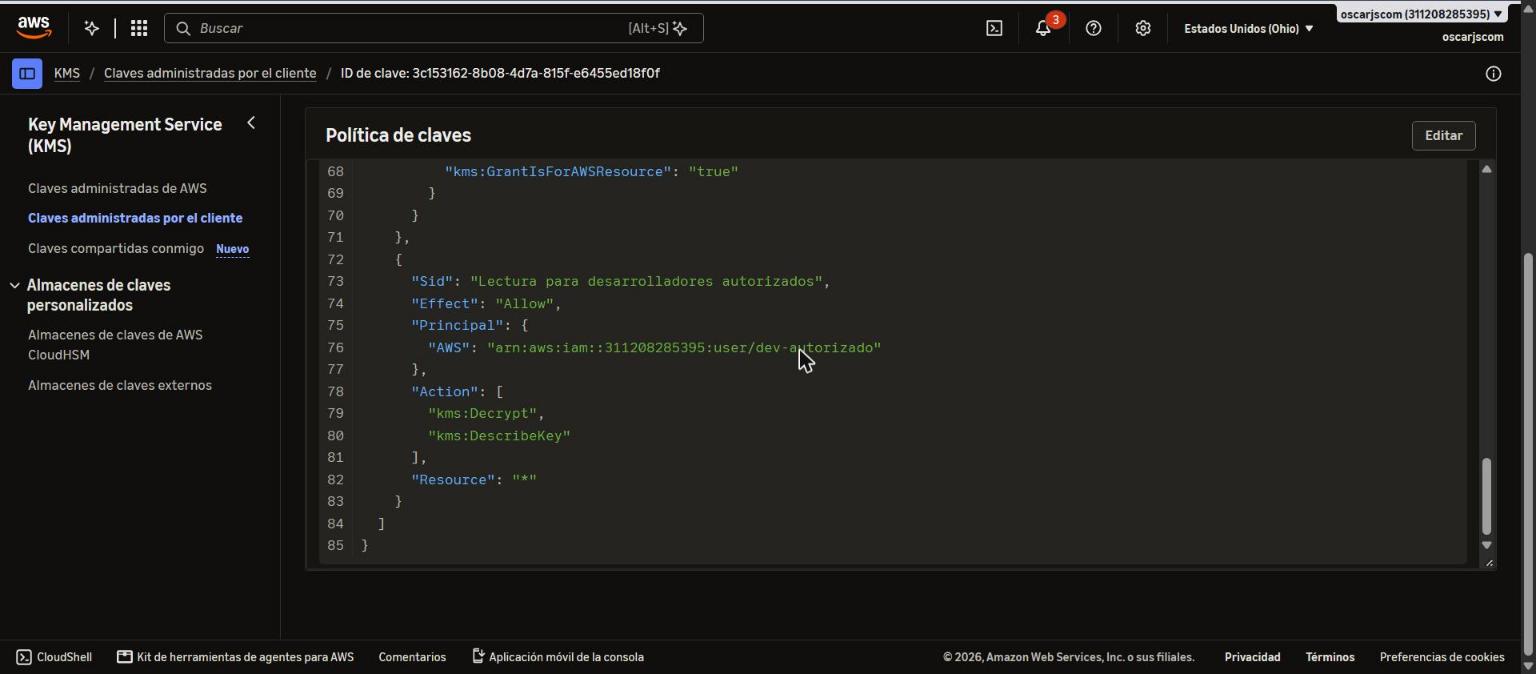 aws
Buscar
[Alt+S]
3
Estados Unidos (Ohio)
oscarjscom (311208285395)
oscarjscom
KMS / Claves administradas por el cliente / ID de clave: 3c153162-8b08-4d7a-815f-e6455ed18f0f
Key Management Service
(KMS)
Claves administradas de AWS
Claves administradas por el cliente
Claves compartidas conmigo Nuevo
Almacenes de claves
personalizados
Almacenes de claves de AWS
CloudHSM
Almacenes de claves externos
Política de claves
Editar
68 "kms:GrantIsForAWSResource": "true"
69 }
70 }
71 },
72 {
73 "Sid": "Lectura para desarrolladores autorizados",
74 "Effect": "Allow",
75 "Principal": {
76 "AWS": "arn:aws:iam::311208285395:user/dev-autorizado"
77 },
78 "Action": [
79 "kms:Decrypt",
80 "kms:DescribeKey"
81 ],
82 "Resource": "*"
83 }
84 ]
85 }
CloudShell
Kit de herramientas de agentes para AWS
Comentarios
Aplicación móvil de la consola
© 2026, Amazon Web Services, Inc. o sus filiales.
Privacidad
Términos
Preferencias de cookies